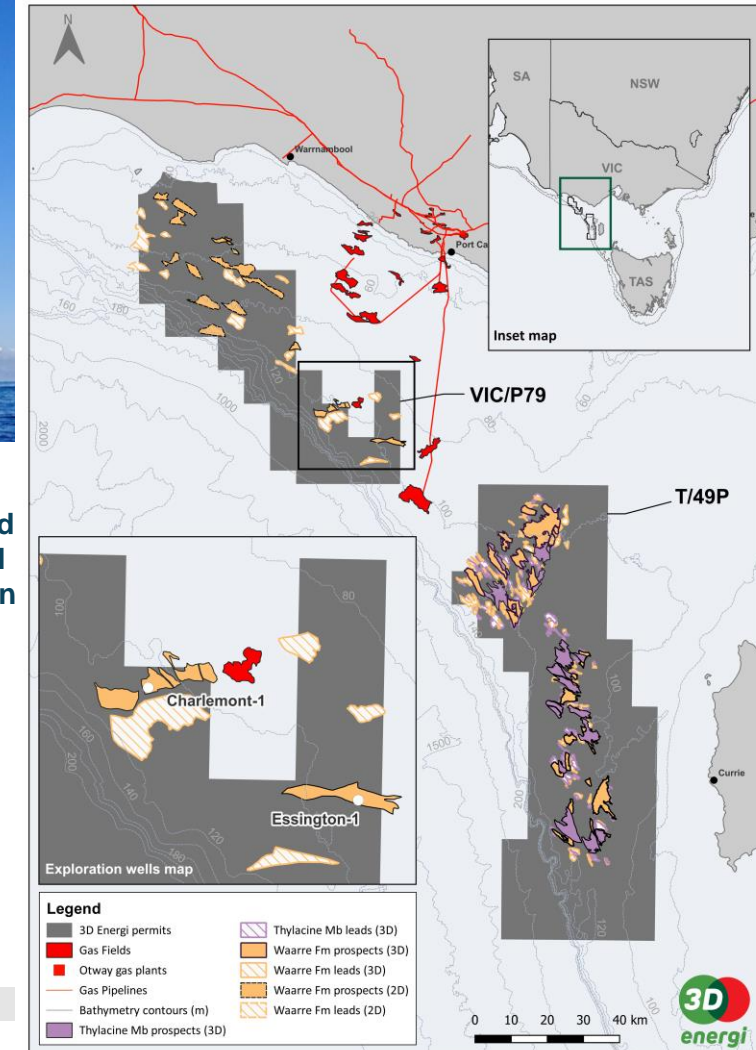 N
SA
NSW
VIC
TAS
Inset map
Warrnambool
Port Ca
60
160
180
120
1000
2000
60
80
100
VIC/P79
T/49P
140
100
1500
200
120
Currie
d
l
n
100
80
Charlemont-1
200
160
140
120
180
Essington-1
Exploration wells map
Legend
3D Energi permits
Gas Fields
Otway gas plants
Gas Pipelines
Bathymetry contours (m)
Thylacine Mb prospects (3D)
Thylacine Mb leads (3D)
Waarre Fm prospects (3D)
Waarre Fm leads (3D)
Waarre Fm prospects (2D)
Waarre Fm leads (2D)
0 10 20 30 40 km
3D
energi